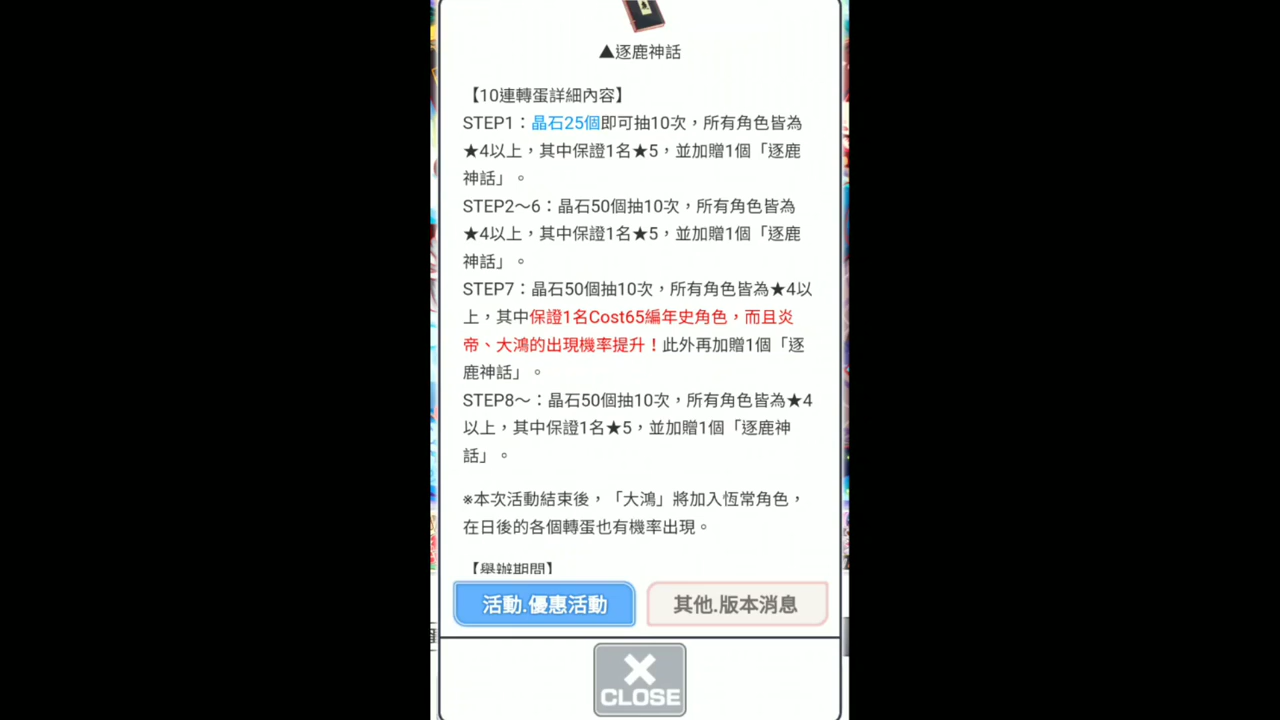 ▲逐鹿神話
【10連轉蛋詳細內容】
STEP1：晶石25個即可抽10次，所有角色皆為
★4以上，其中保證1名★5，並加贈1個「逐鹿
神話」。
STEP2～6：晶石50個抽10次，所有角色皆為
★4以上，其中保證1名★5，並加贈1個「逐鹿
神話」。
STEP7：晶石50個抽10次，所有角色皆為★4以
上，其中保證1名Cost65編年史角色，而且炎
帝、大鴻的出現機率提升！此外再加贈1個「逐
鹿神話」。
STEP8～：晶石50個抽10次，所有角色皆為★4
以上，其中保證1名★5，並加贈1個「逐鹿神
話」。
※本次活動結束後，「大鴻」將加入恆常角色，
在日後的各個轉蛋也有機率出現。
【舉辦期間】
活動.優惠活動
其他.版本消息
CLOSE